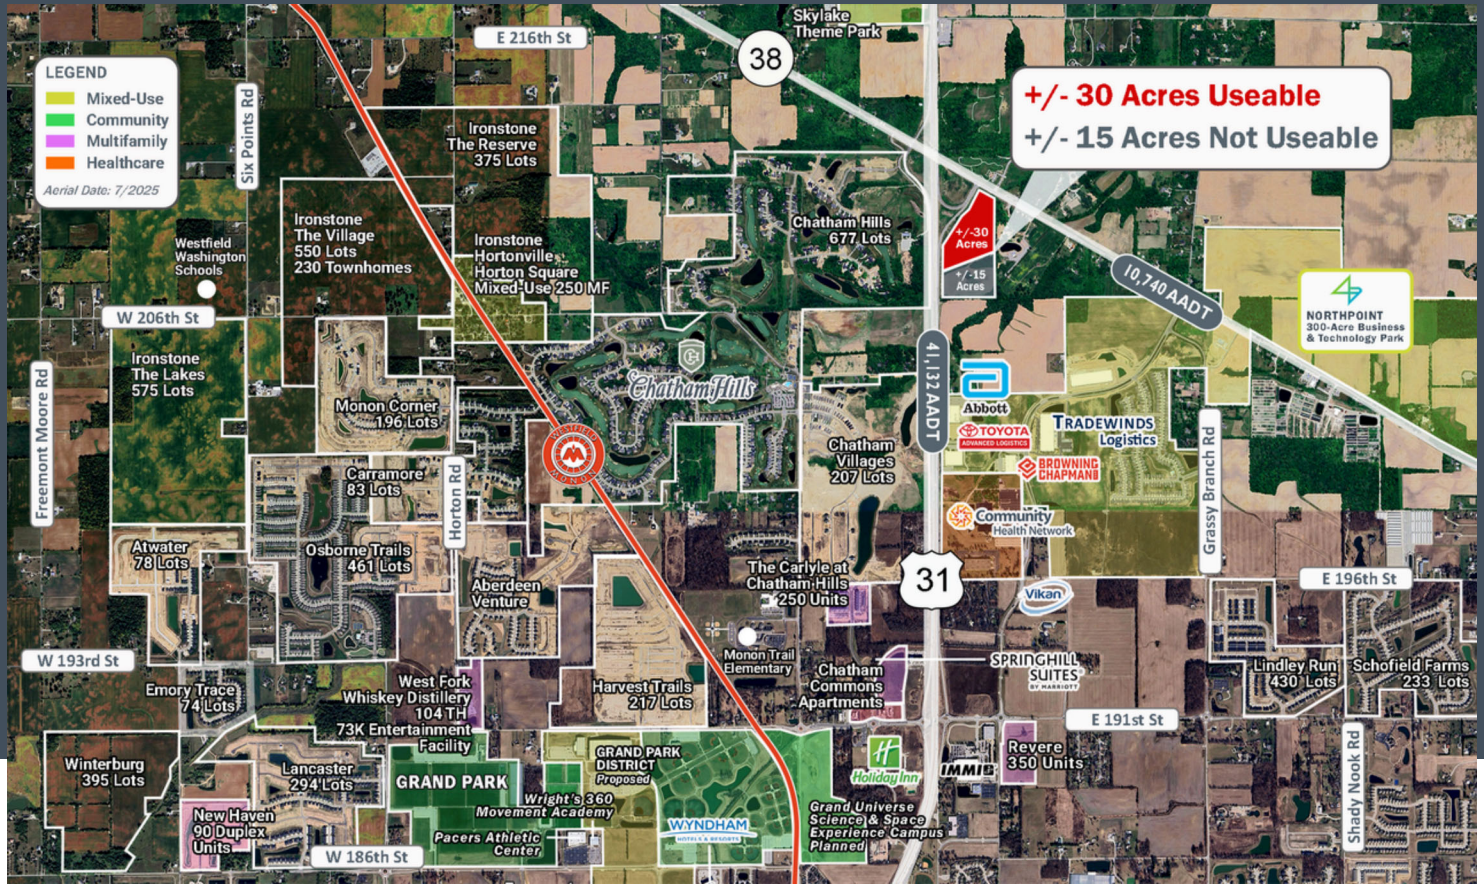 E 216th St
Skylake
Theme Park
38
LEGEND
Mixed-Use
Community
Multifamily
Healthcare
Aerial Date: 7/2025
Six Points Rd
+/- 30 Acres Useable
+/- 15 Acres Not Useable
Ironstone
The Reserve
375 Lots
Ironstone
The Village
550 Lots
230 Townhomes
Ironstone
Hortonville
Horton Square
Mixed-Use 250 MF
Chatham Hills
677 Lots
+/-30
Acres
+/-15
Acres
Westfield
Washington
Schools
10,740 AADT
NORTHPOINT
300-Acre Business
& Technology Park
W 206th St
Ironstone
The Lakes
575 Lots
Freemont Moore Rd
CH
Chatham Hills
41,132 AADT
Abbott
TOYOTA
ADVANCED LOGISTICS
TRADEWINDS
Logistics
BROWNING
CHAPMAN
Monon Corner
196 Lots
WESTFIELD
MONON
Chatham
Villages
207 Lots
Grassy Branch Rd
Carramore
83 Lots
Horton Rd
Community
Health Network
Atwater
78 Lots
Osborne Trails
461 Lots
Aberdeen
Venture
The Carlyle at
Chatham Hills
250 Units
31
Vikan
E 196th St
W 193rd St
Monon Trail
Elementary
SPRINGHILL
SUITES
BY MARRIOTT
Chatham
Commons
Apartments
Lindley Run
430 Lots
Schofield Farms
233 Lots
Emory Trace
74 Lots
West Fork
Whiskey Distillery
104 TH
73K Entertainment
Facility
Harvest Trails
217 Lots
E 191st St
Shady Nook Rd
Winterburg
395 Lots
Lancaster
294 Lots
GRAND PARK
GRAND PARK
DISTRICT
Proposed
Holiday Inn
IMMI
Revere
350 Units
New Haven
90 Duplex
Units
Wright's 360
Movement Academy
Pacers Athletic
Center
WYNDHAM
HOTELS & RESORTS
Grand Universe
Science & Space
Experience Campus
Planned
W 186th St